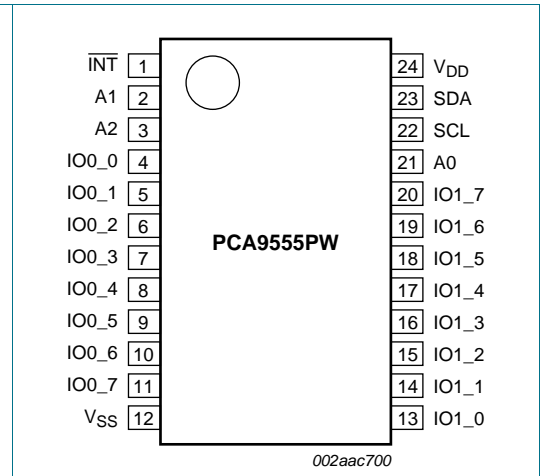 INT 1 24 VDD
A1 2 23 SDA
A2 3 22 SCL
IO0_0 4 21 A0
IO0_1 5 20 IO1_7
IO0_2 6 19 IO1_6
IO0_3 7 18 IO1_5
PCA9555PW
IO0_4 8 17 IO1_4
IO0_5 9 16 IO1_3
IO0_6 10 15 IO1_2
IO0_7 11 14 IO1_1
VSS 12 13 IO1_0
002aac700